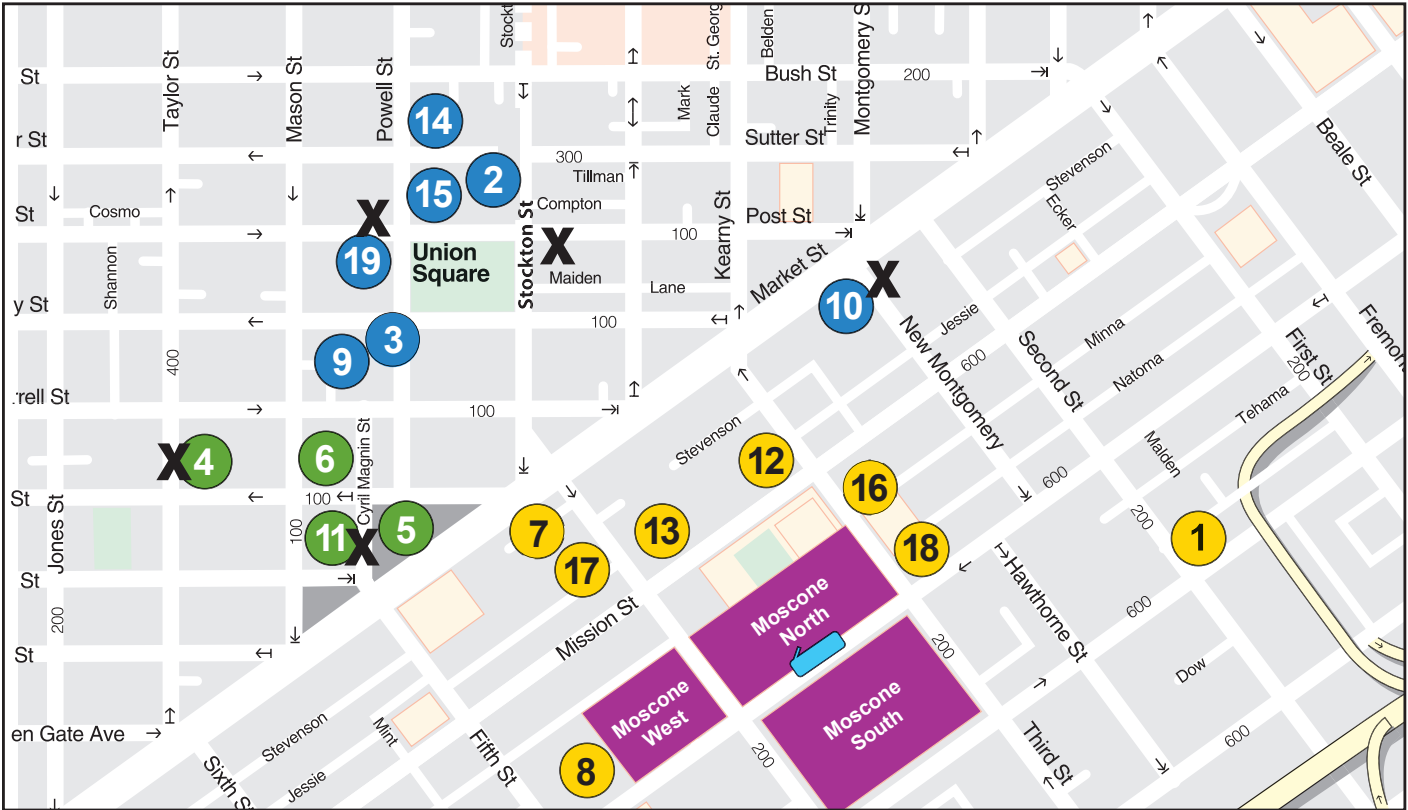 Stockt
St. Georg
Belden
Montgomery S
Taylor St
Mason St
Powell St
St
Bush St
200
Mark
Claude
Trinity
14
r St
Sutter St
Stevenson
Beale St
300
Tillman
2
15
Compton
Ecker
St
Cosmo
X
Post St
Stockton St
100
Kearny St
X
Union
Square
19
Shannon
Maiden
Lane
Market St
X
10
y St
100
Jessie
Minna
New Montgomery
Second St
First St
Fremon
200
3
9
400
600
Natoma
Tehama
rell St
100
Stevenson
Malden
X
4
6
Cyril Magnin St
12
16
600
St
100
Jones St
100
11
X
5
7
13
18
200
1
17
St
Moscone
North
Hawthorne St
600
200
Mission St
200
St
Dow
Moscone
West
Moscone
South
en Gate Ave
Stevenson
Mint
Fifth St
200
Third St
600
8
Sixth S
Jessie